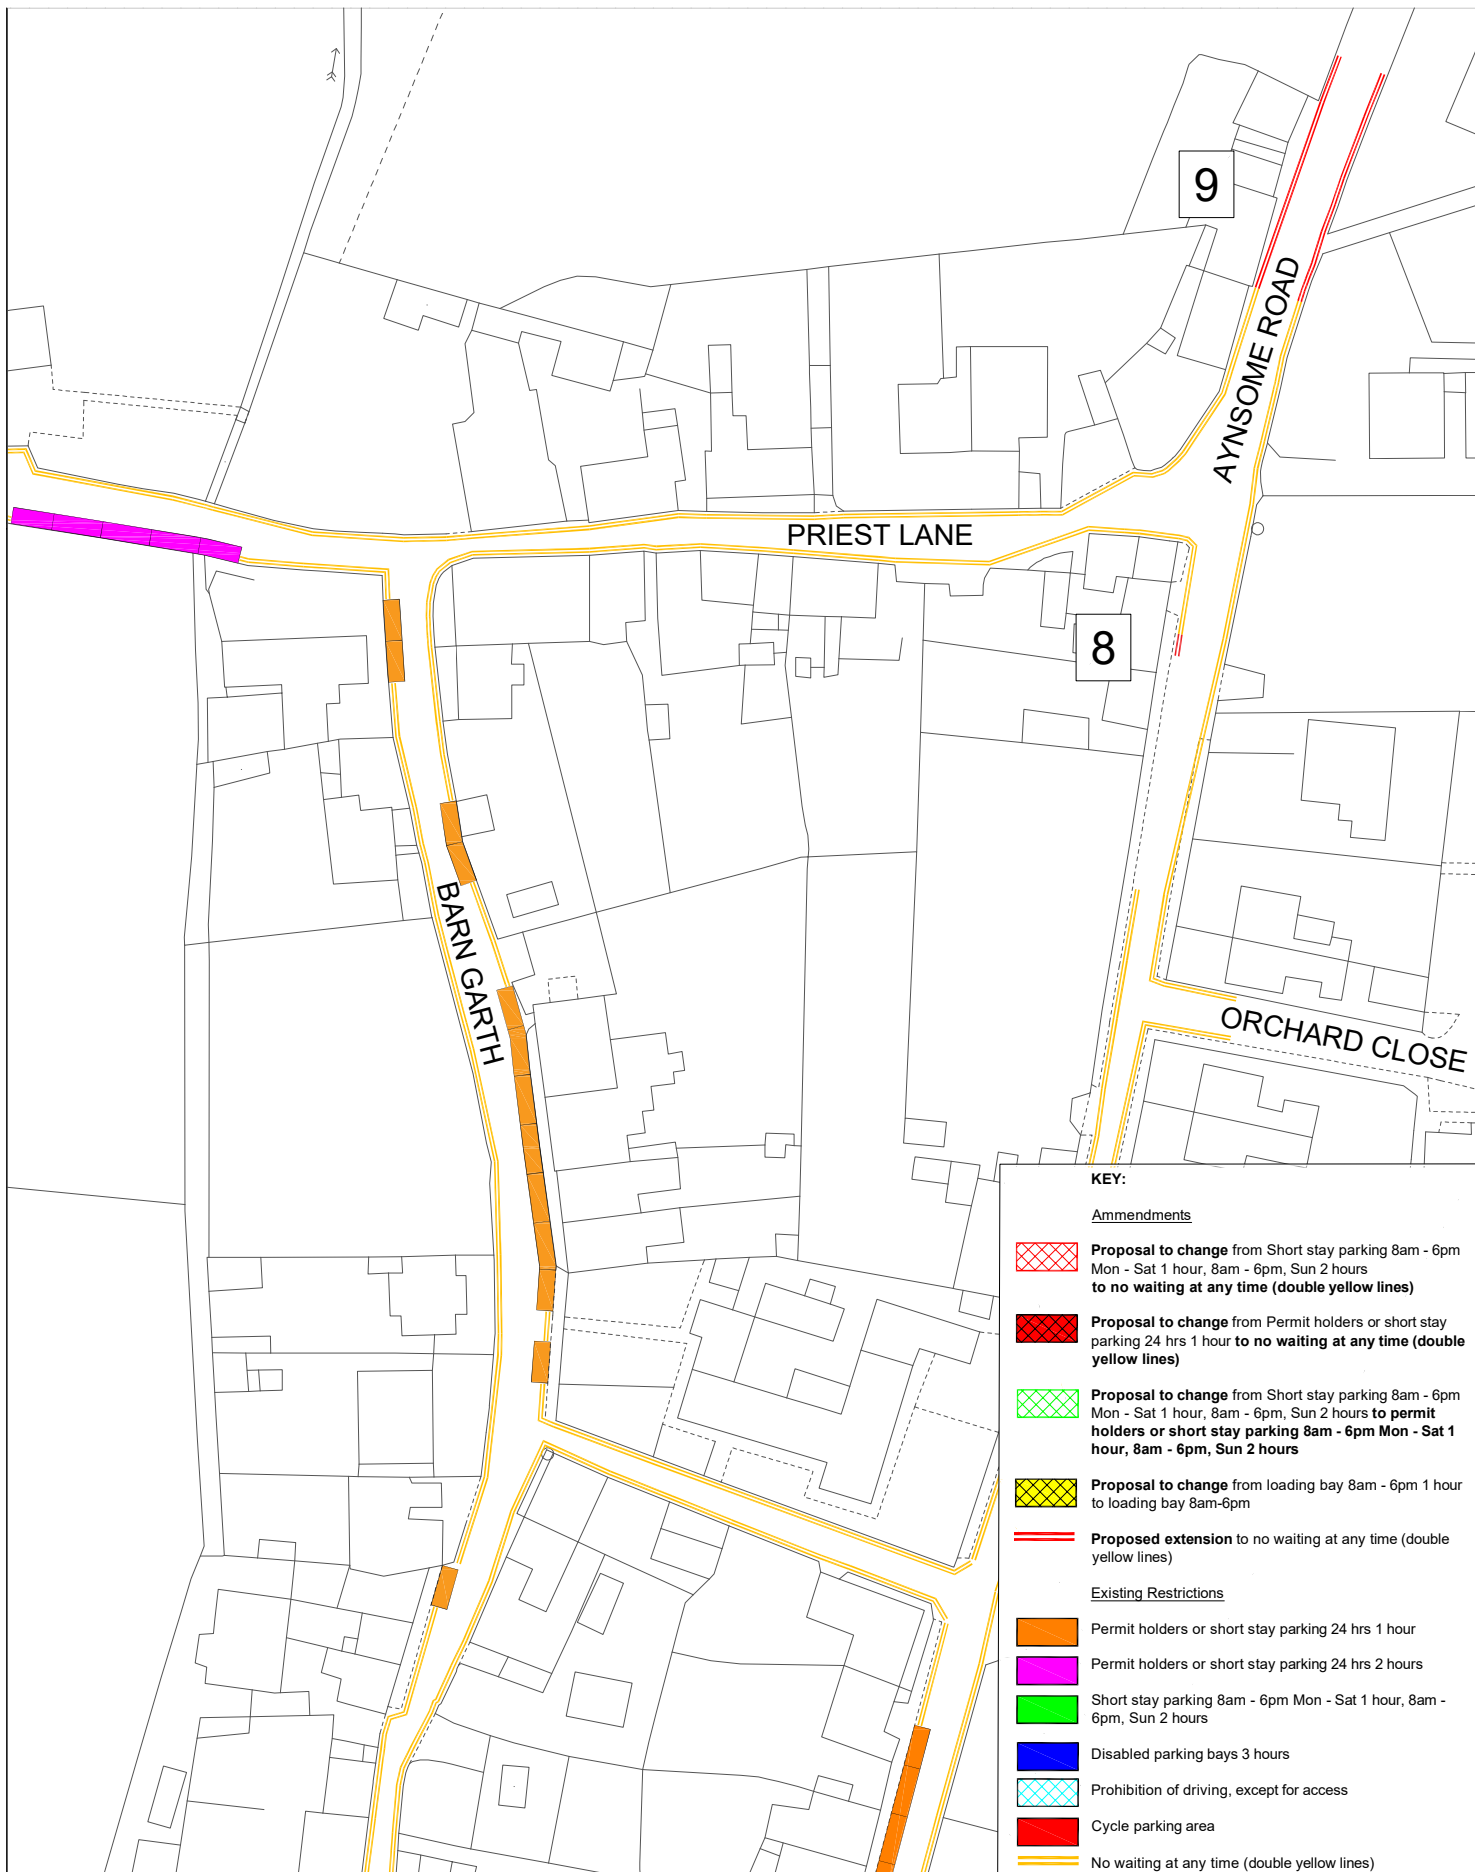 9
AYNSOME ROAD
PRIEST LANE
8
BARN GARTH
ORCHARD CLOSE
KEY:
Ammendments
Proposal to change from Short stay parking 8am - 6pm
Mon - Sat 1 hour, 8am - 6pm, Sun 2 hours
to no waiting at any time (double yellow lines)
Proposal to change from Permit holders or short stay
parking 24 hrs 1 hour to no waiting at any time (double
yellow lines)
Proposal to change from Short stay parking 8am - 6pm
Mon - Sat 1 hour, 8am - 6pm, Sun 2 hours to permit
holders or short stay parking 8am - 6pm Mon - Sat 1
hour, 8am - 6pm, Sun 2 hours
Proposal to change from loading bay 8am - 6pm 1 hour
to loading bay 8am-6pm
Proposed extension to no waiting at any time (double
yellow lines)
Existing Restrictions
Permit holders or short stay parking 24 hrs 1 hour
Permit holders or short stay parking 24 hrs 2 hours
Short stay parking 8am - 6pm Mon - Sat 1 hour, 8am -
6pm, Sun 2 hours
Disabled parking bays 3 hours
Prohibition of driving, except for access
Cycle parking area
No waiting at any time (double yellow lines)